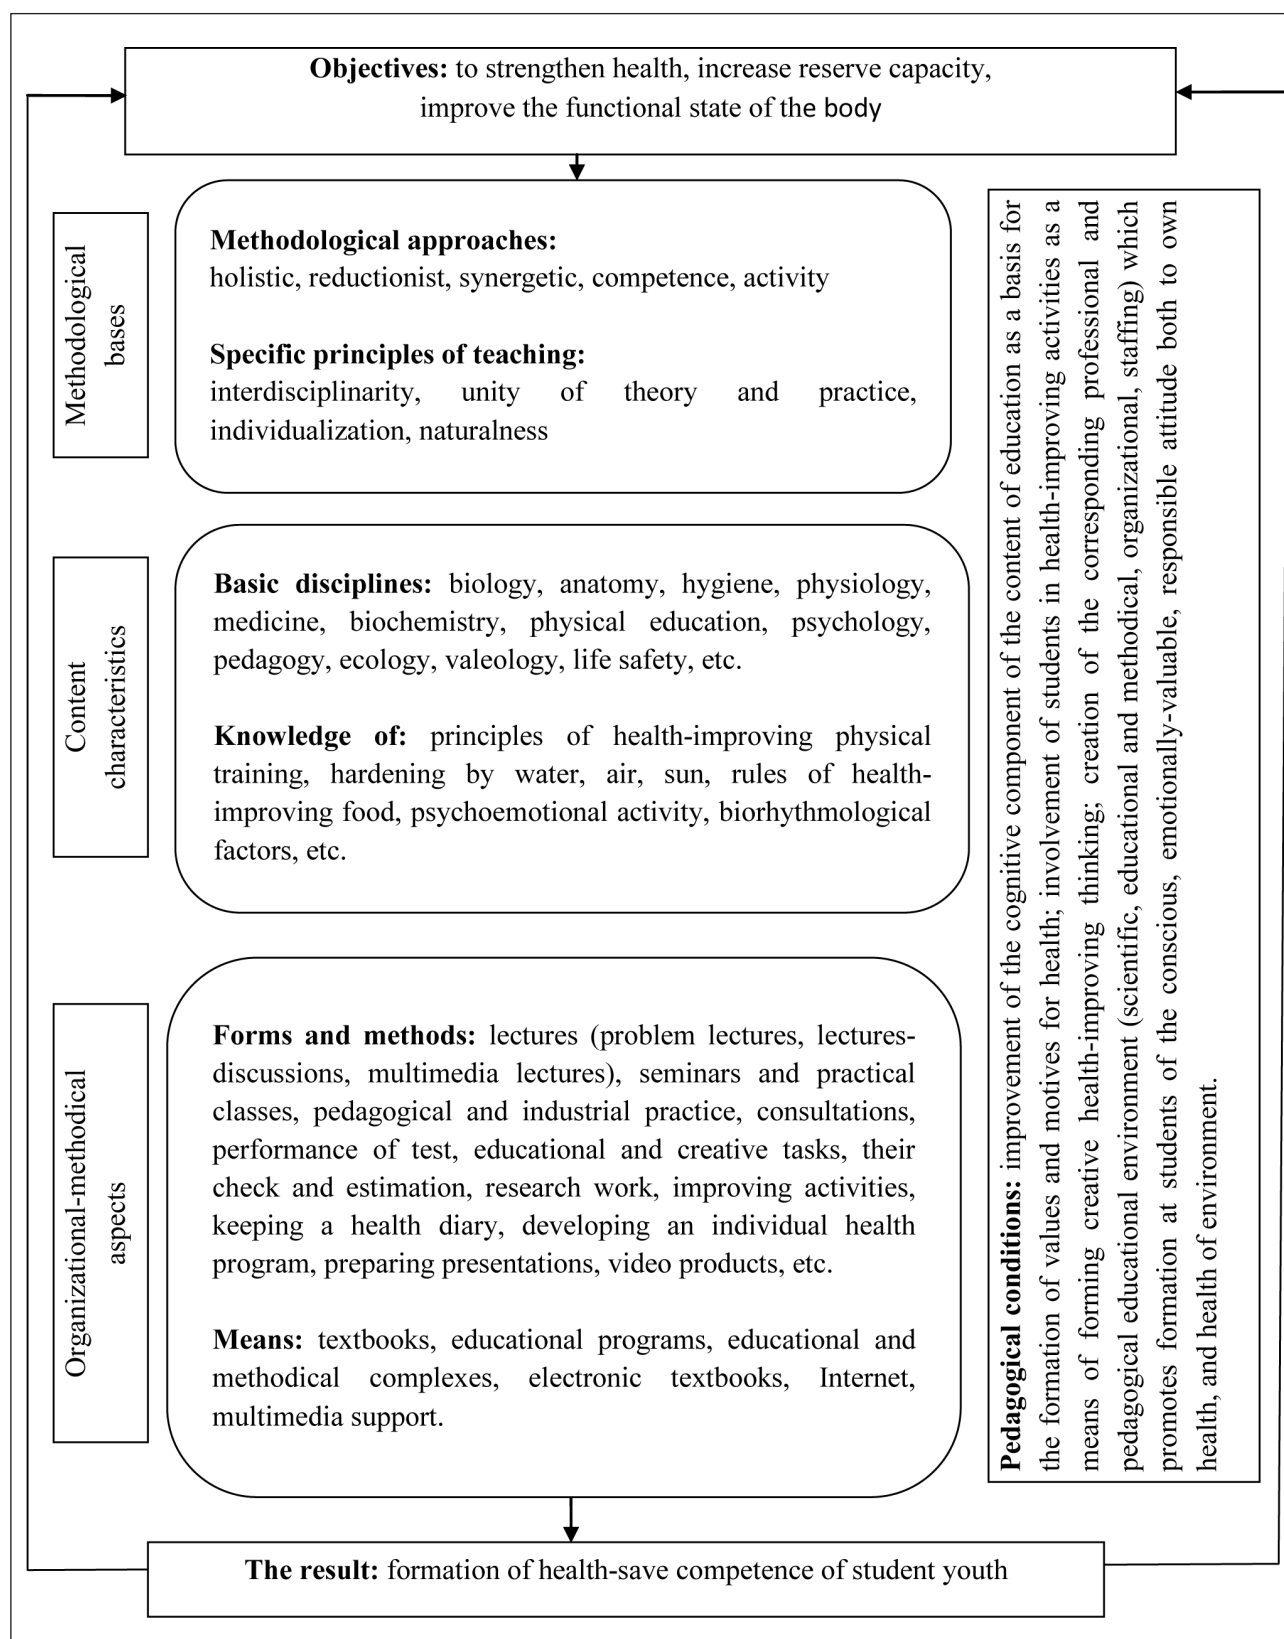 Objectives: to strengthen health, increase reserve capacity,
improve the functional state of the body
Methodological
bases
Methodological approaches:
holistic, reductionist, synergetic, competence, activity
Specific principles of teaching:
interdisciplinarity, unity of theory and practice,
individualization, naturalness
Content
characteristics
Basic disciplines: biology, anatomy, hygiene, physiology,
medicine, biochemistry, physical education, psychology,
pedagogy, ecology, valeology, life safety, etc.
Knowledge of: principles of health-improving physical
training, hardening by water, air, sun, rules of health-
improving food, psychoemotional activity, biorhythmological
factors, etc.
Organizational-methodical
aspects
Forms and methods: lectures (problem lectures, lectures-
discussions, multimedia lectures), seminars and practical
classes, pedagogical and industrial practice, consultations,
performance of test, educational and creative tasks, their
check and estimation, research work, improving activities,
keeping a health diary, developing an individual health
program, preparing presentations, video products, etc.
Means: textbooks, educational programs, educational and
methodical complexes, electronic textbooks, Internet,
multimedia support.
Pedagogical conditions: improvement of the cognitive component of the content of education as a basis for
the formation of values and motives for health; involvement of students in health-improving activities as a
means of forming creative health-improving thinking; creation of the corresponding professional and
pedagogical educational environment (scientific, educational and methodical, organizational, staffing) which
promotes formation at students of the conscious, emotionally-valuable, responsible attitude both to own
health, and health of environment.
The result: formation of health-save competence of student youth